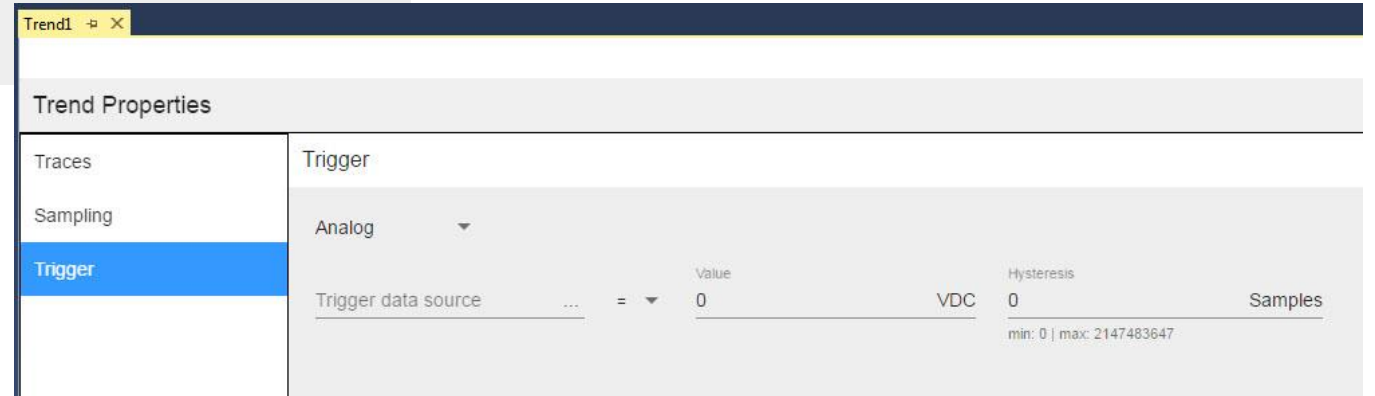 Trend1
Trend Properties
Traces
Sampling
Trigger
Trigger
Analog
Trigger data source ... =
Value
0 VDC
Hysteresis
0 Samples
min: 0 | max: 2147483647